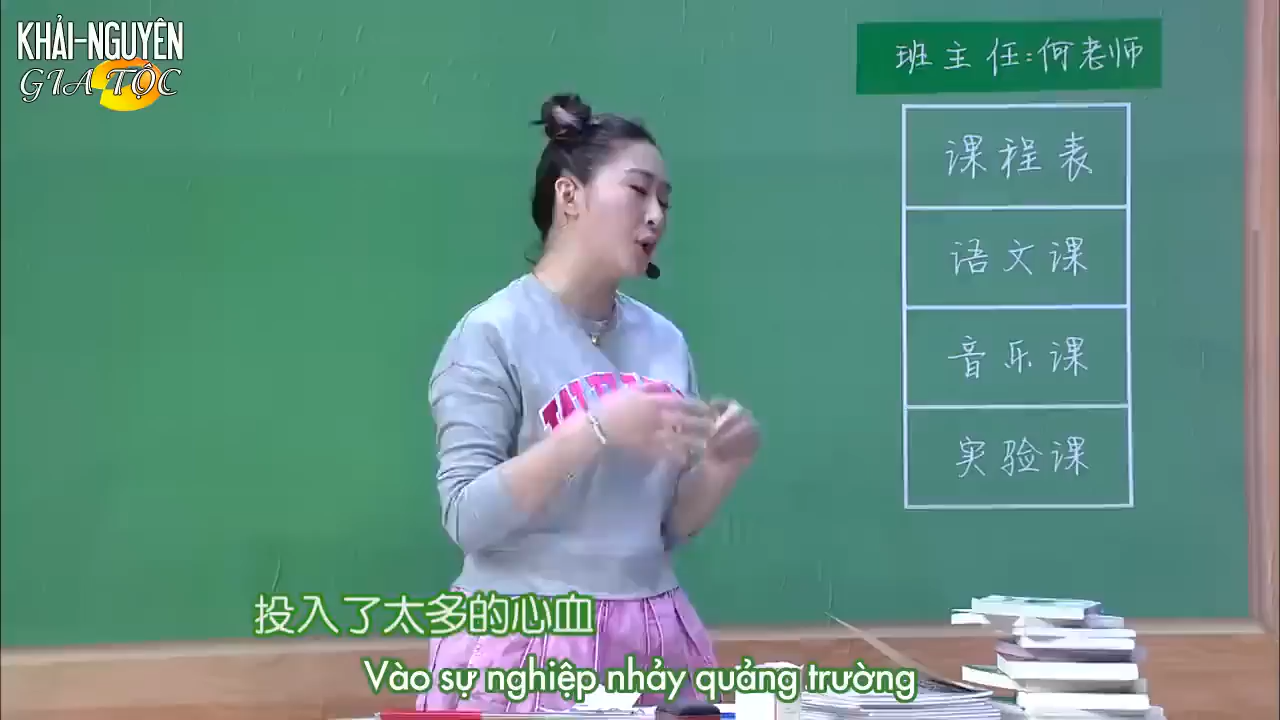 KHẢI-NGUYÊN
GIA TỘC
班主任:何老师
课程表
语文课
音乐课
实验课
投入了太多的心血
Vào sự nghiệp nhảy quảng trường